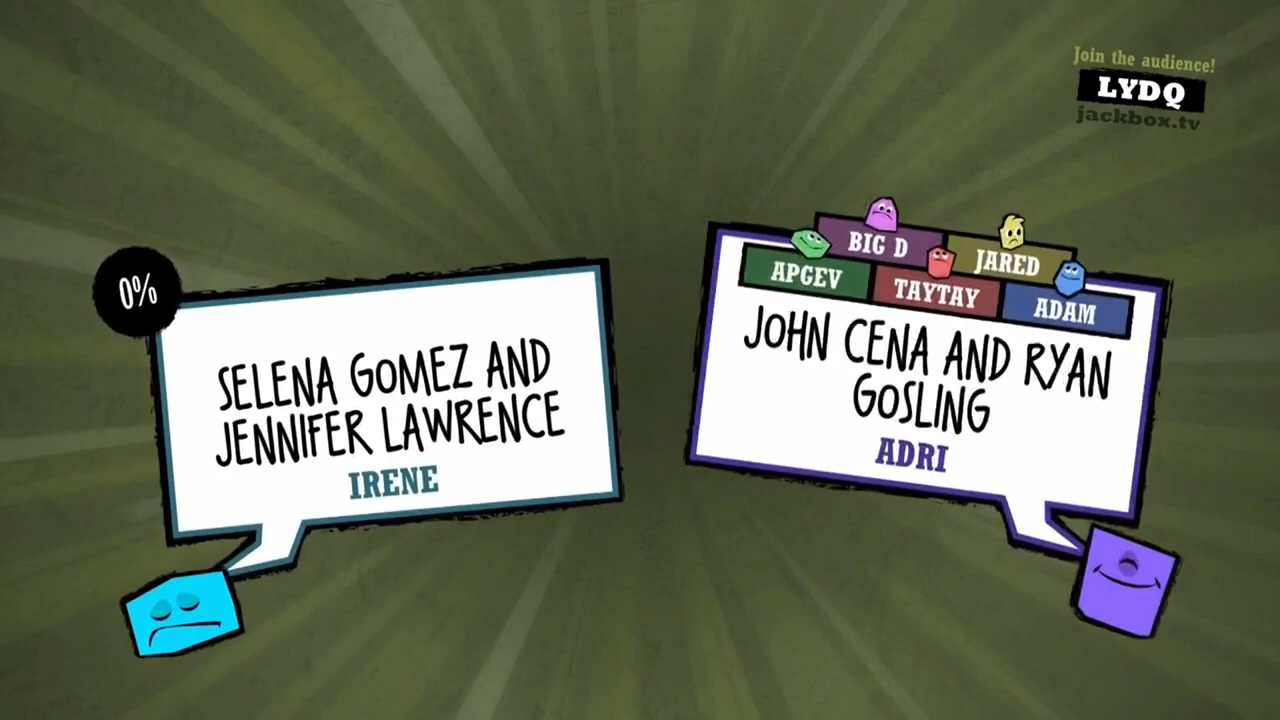 Join the audience!
LYDQ
jackbox.tv
0%
SELENA GOMEZ AND
JENNIFER LAWRENCE
IRENE
BIG D
JARED
APGEV
TAYTAY
ADAM
JOHN CENA AND RYAN
GOSLING
ADRI